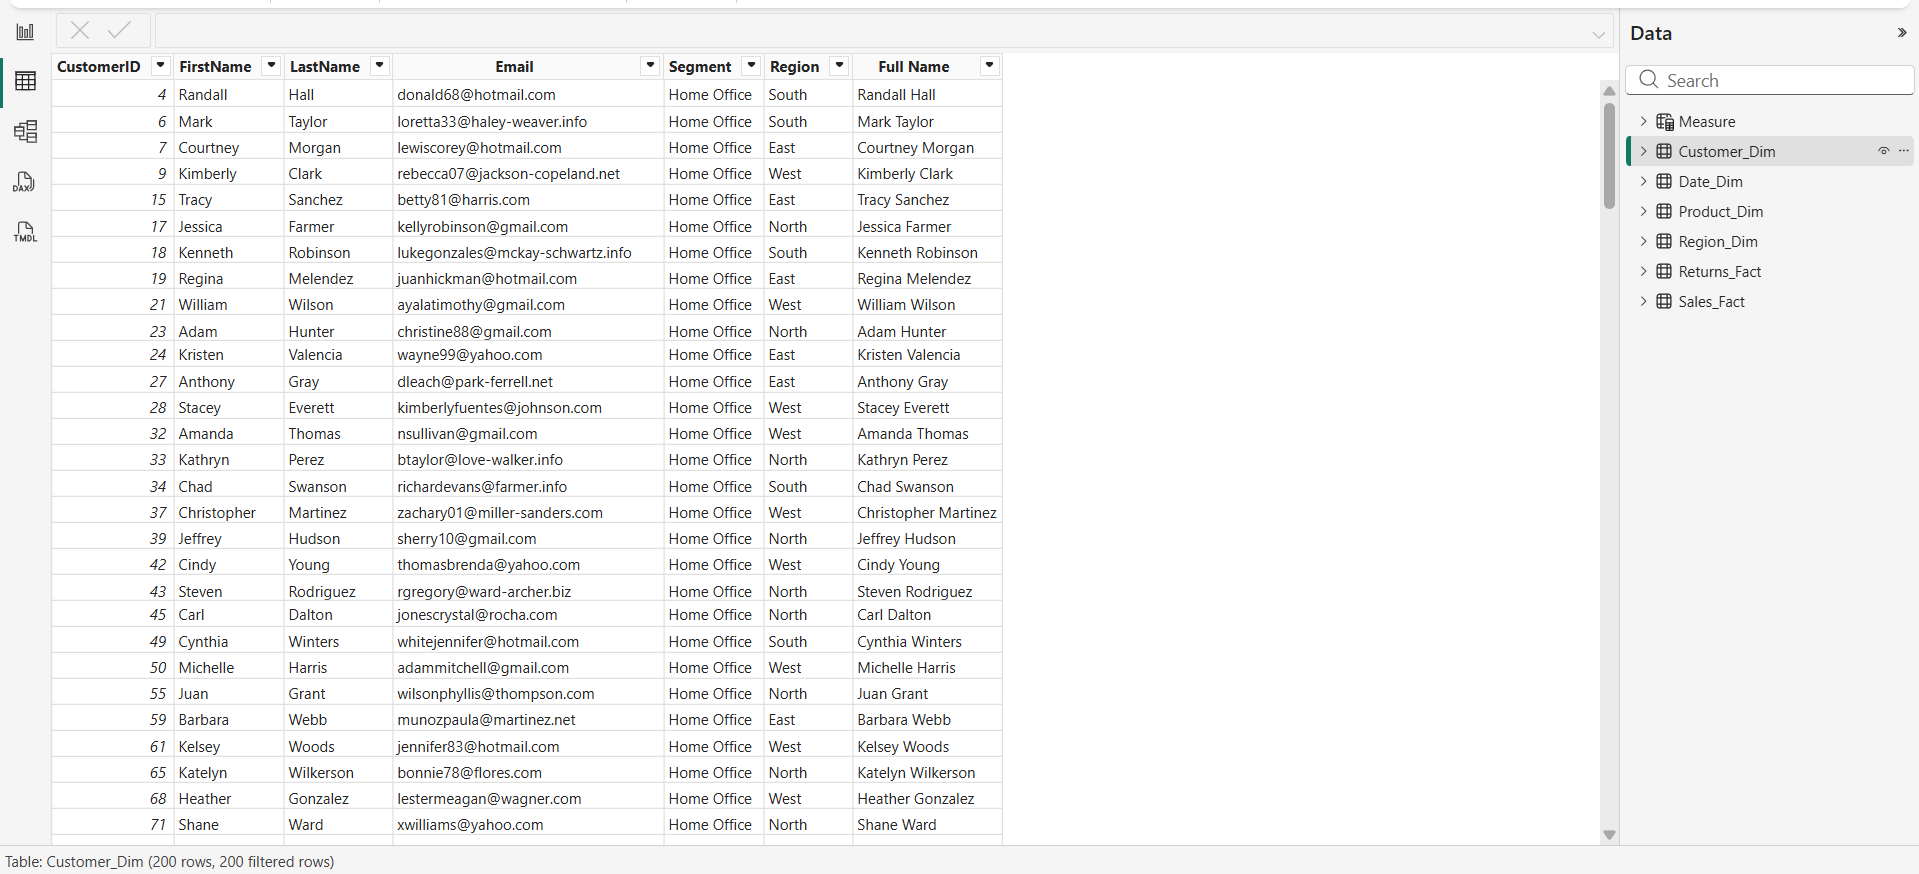 Data
Search
Measure
Customer_Dim
Date_Dim
Product_Dim
Region_Dim
Returns_Fact
Sales_Fact
DAX
TMDL
CustomerID FirstName LastName Email Segment Region Full Name
4 Randall Hall donald68@hotmail.com Home Office South Randall Hall
6 Mark Taylor loretta33@haley-weaver.info Home Office South Mark Taylor
7 Courtney Morgan lewiscorey@hotmail.com Home Office East Courtney Morgan
9 Kimberly Clark rebecca07@jackson-copeland.net Home Office West Kimberly Clark
15 Tracy Sanchez betty81@harris.com Home Office East Tracy Sanchez
17 Jessica Farmer kellyrobinson@gmail.com Home Office North Jessica Farmer
18 Kenneth Robinson lukegonzales@mckay-schwartz.info Home Office South Kenneth Robinson
19 Regina Melendez juanhickman@hotmail.com Home Office East Regina Melendez
21 William Wilson ayalatimothy@gmail.com Home Office West William Wilson
23 Adam Hunter christine88@gmail.com Home Office North Adam Hunter
24 Kristen Valencia wayne99@yahoo.com Home Office East Kristen Valencia
27 Anthony Gray dleach@park-ferrell.net Home Office East Anthony Gray
28 Stacey Everett kimberlyfuentes@johnson.com Home Office West Stacey Everett
32 Amanda Thomas nsullivan@gmail.com Home Office West Amanda Thomas
33 Kathryn Perez btaylor@love-walker.info Home Office North Kathryn Perez
34 Chad Swanson richardevans@farmer.info Home Office South Chad Swanson
37 Christopher Martinez zachary01@miller-sanders.com Home Office West Christopher Martinez
39 Jeffrey Hudson sherry10@gmail.com Home Office North Jeffrey Hudson
42 Cindy Young thomasbrenda@yahoo.com Home Office West Cindy Young
43 Steven Rodriguez rgregory@ward-archer.biz Home Office North Steven Rodriguez
45 Carl Dalton jonescrystal@rocha.com Home Office North Carl Dalton
49 Cynthia Winters whitejennifer@hotmail.com Home Office South Cynthia Winters
50 Michelle Harris adammitchell@gmail.com Home Office West Michelle Harris
55 Juan Grant wilsonphyllis@thompson.com Home Office North Juan Grant
59 Barbara Webb munozpaula@martinez.net Home Office East Barbara Webb
61 Kelsey Woods jennifer83@hotmail.com Home Office West Kelsey Woods
65 Katelyn Wilkerson bonnie78@flores.com Home Office North Katelyn Wilkerson
68 Heather Gonzalez lestermeagan@wagner.com Home Office West Heather Gonzalez
71 Shane Ward xwilliams@yahoo.com Home Office North Shane Ward
Table: Customer_Dim (200 rows, 200 filtered rows)